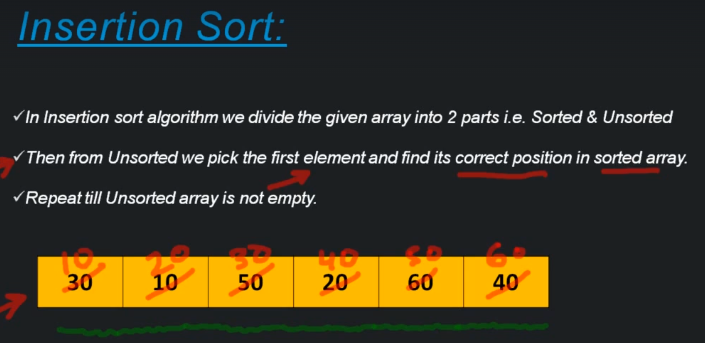 Insertion Sort:
✓In Insertion sort algorithm we divide the given array into 2 parts i.e. Sorted & Unsorted
✓Then from Unsorted we pick the first element and find its correct position in sorted array.
✓Repeat till Unsorted array is not empty.
10 20 30 40 50 60
30 10 50 20 60 40